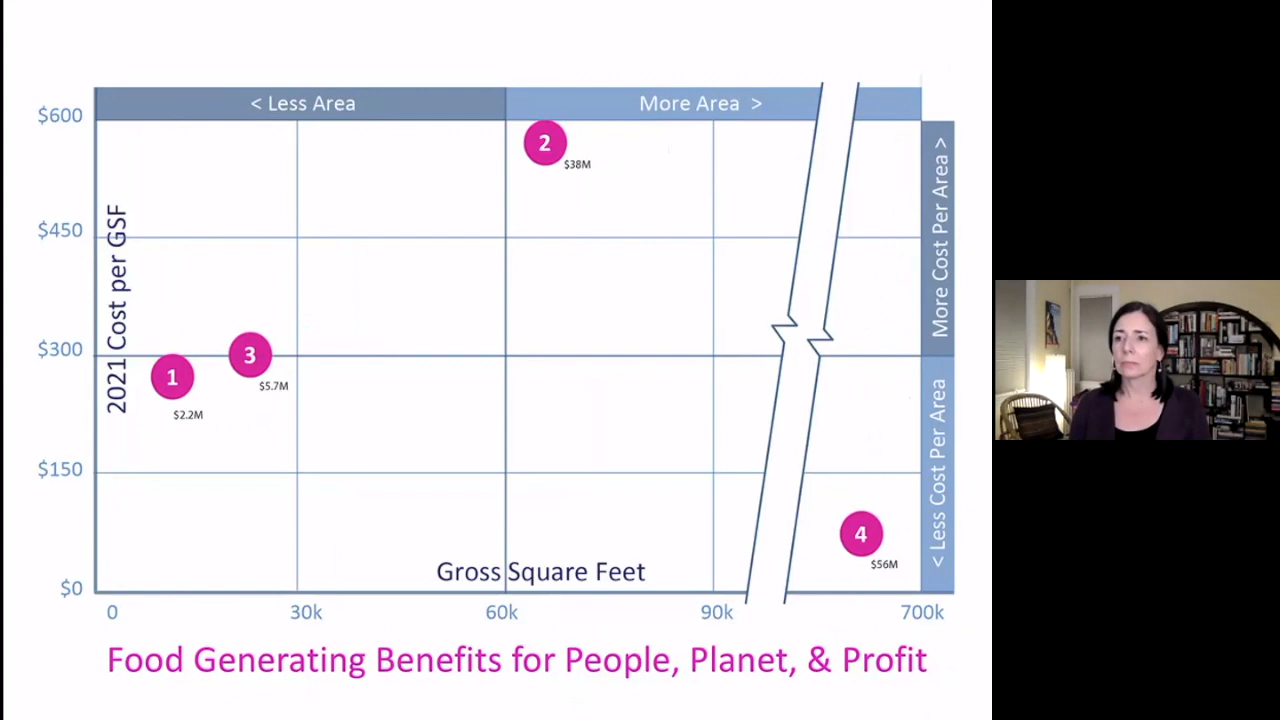 < Less Area
More Area >
$600
2
$38M
More Cost Per Area >
$450
2021 Cost per GSF
$300
3
$5.7M
1
$2.2M
$150
< Less Cost Per Area
4
$56M
Gross Square Feet
$0
0
30k
60k
90k
700k
Food Generating Benefits for People, Planet, & Profit